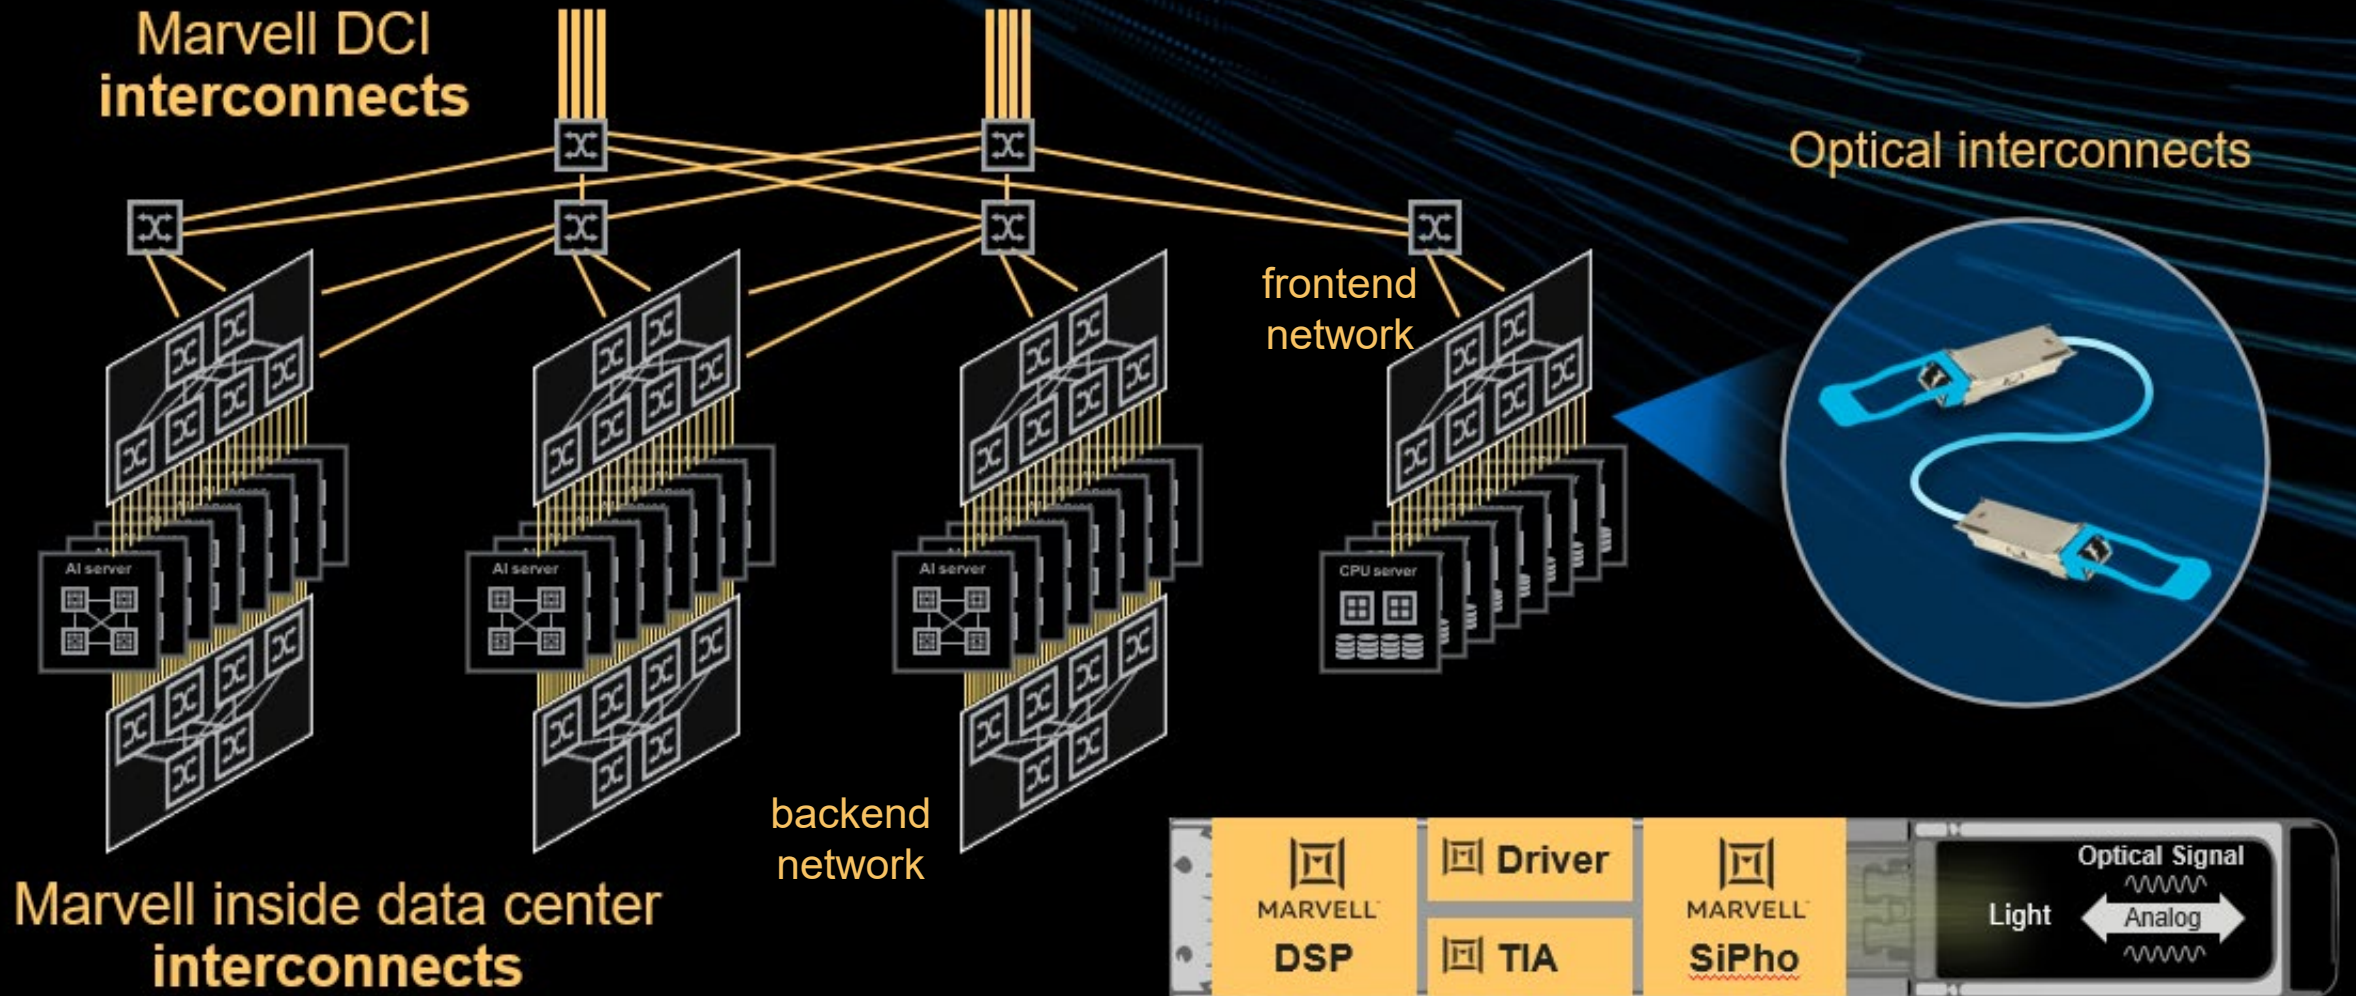 Marvell DCI
interconnects
Optical interconnects
frontend
network
AI server
AI server
AI server
CPU server
backend
network
Marvell inside data center
interconnects
MARVELL
DSP
Driver
TIA
MARVELL
SiPho
Light
Optical Signal
Analog